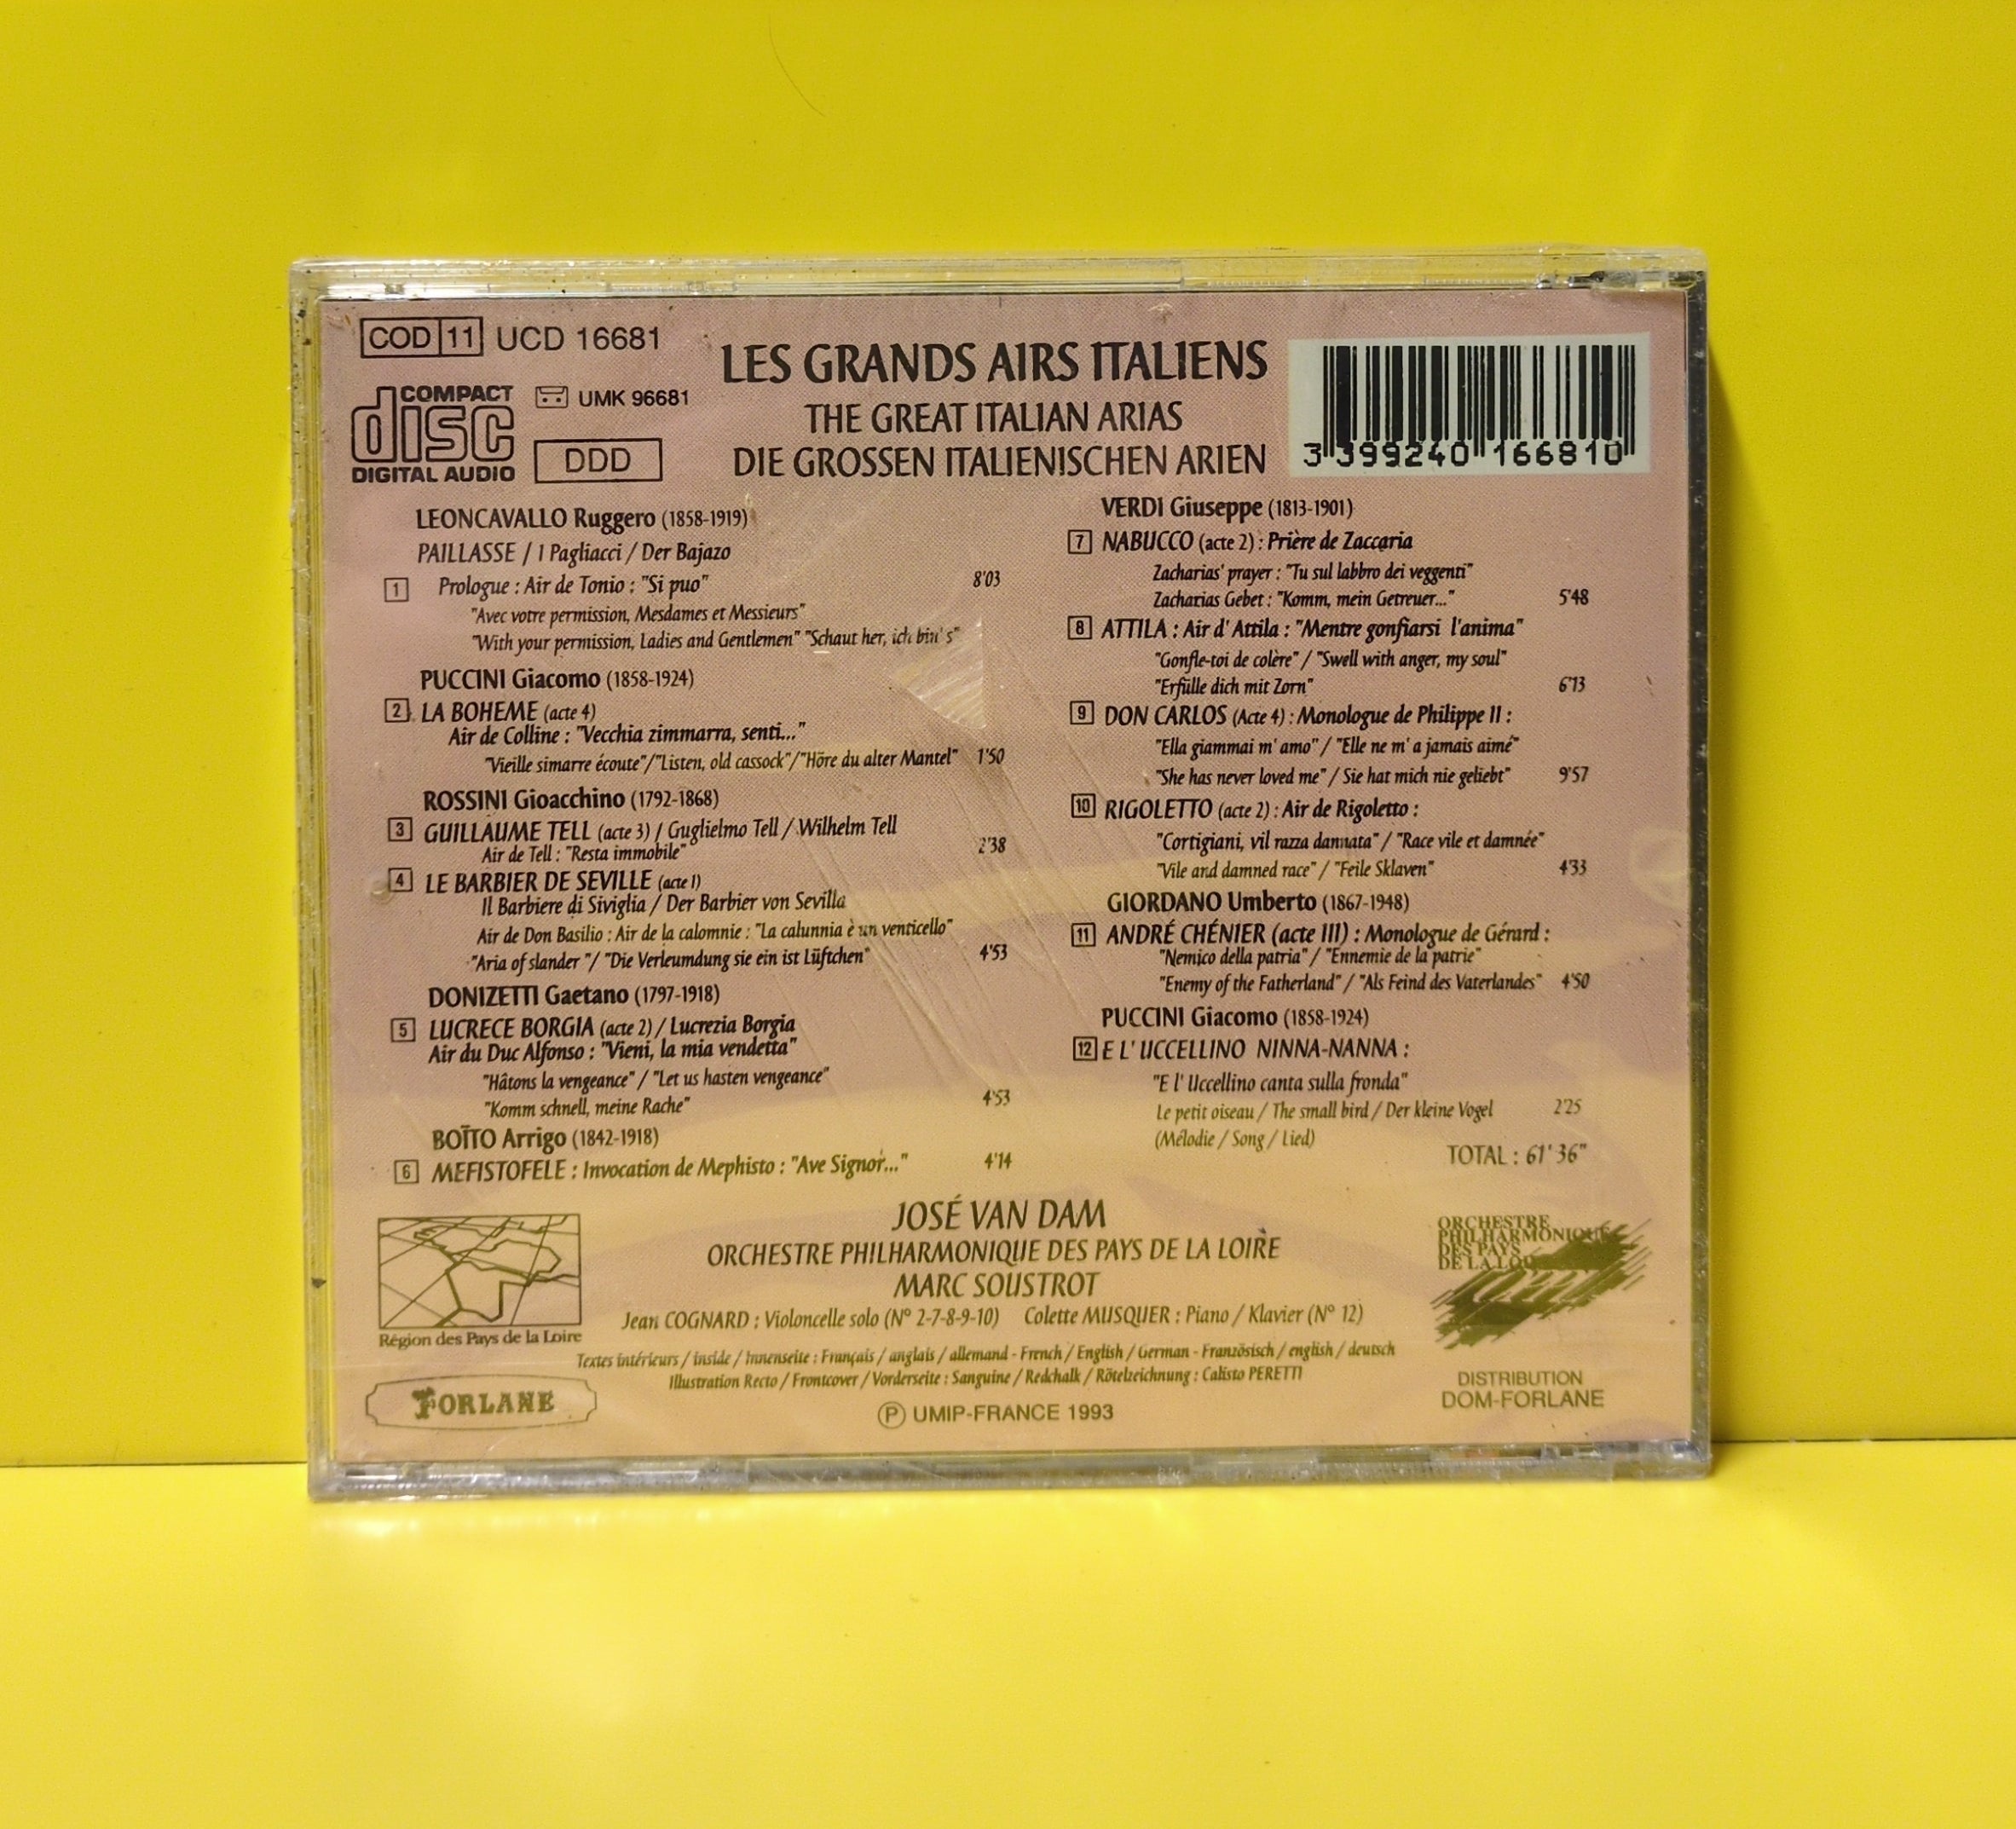 COD 11 UCD 16681
COMPACT
disc
DIGITAL AUDIO
UMK 96681
DDD
LES GRANDS AIRS ITALIENS
THE GREAT ITALIAN ARIAS
DIE GROSSEN ITALIENISCHEN ARIEN
3 399240 166810
LEONCAVALLO Ruggero (1858-1919)
PAILLASSE / I Pagliacci / Der Bajazo
1 Prologue : Air de Tonio : "Si puo" 8'03
"Avec votre permission, Mesdames et Messieurs"
"With your permission, Ladies and Gentlemen" "Schaut her, ich bin's"
PUCCINI Giacomo (1858-1924)
2 LA BOHEME (acte 4)
Air de Colline : "Vecchia zimmarra, senti..."
"Vieille simarre écoute"/"Listen, old cassock"/"Höre du alter Mantel" 1'50
ROSSINI Gioacchino (1792-1868)
3 GUILLAUME TELL (acte 3) / Guglielmo Tell / Wilhelm Tell
Air de Tell : "Resta immobile" 2'38
4 LE BARBIER DE SEVILLE (acte I)
Il Barbiere di Siviglia / Der Barbier von Sevilla
Air de Don Basilio : Air de la calomnie : "La calunnia è un venticello"
"Aria of slander "/ "Die Verleumdung sie ein ist Lüftchen" 4'53
DONIZETTI Gaetano (1797-1918)
5 LUCRECE BORGIA (acte 2) / Lucrezia Borgia
Air du Duc Alfonso : "Vieni, la mia vendetta"
"Hâtons la vengeance" / "Let us hasten vengeance"
"Komm schnell, meine Rache" 4'53
BOÏTO Arrigo (1842-1918)
6 MEFISTOFELE : Invocation de Mephisto : "Ave Signor..." 4'14
VERDI Giuseppe (1813-1901)
7 NABUCCO (acte 2) : Prière de Zaccaria
Zacharias' prayer : "Tu sul labbro dei veggenti"
Zacharias Gebet : "Komm, mein Getreuer..." 5'48
8 ATTILA : Air d'Attila : "Mentre gonfiarsi l'anima"
"Gonfle-toi de colère" / "Swell with anger, my soul"
"Erfülle dich mit Zorn" 6'13
9 DON CARLOS (Acte 4) : Monologue de Philippe II :
"Ella giammai m' amo" / "Elle ne m' a jamais aimé"
"She has never loved me" / Sie hat mich nie geliebt" 9'57
10 RIGOLETTO (acte 2) : Air de Rigoletto :
"Cortigiani, vil razza dannata" / "Race vile et damnée"
"Vile and damned race" / "Feile Sklaven" 4'33
GIORDANO Umberto (1867-1948)
11 ANDRÉ CHÉNIER (acte III) : Monologue de Gérard :
"Nemico della patria" / "Ennemie de la patrie"
"Enemy of the Fatherland" / "Als Feind des Vaterlandes" 4'50
PUCCINI Giacomo (1858-1924)
12 E L' UCCELLINO NINNA-NANNA :
"E l' Uccellino canta sulla fronda"
Le petit oiseau / The small bird / Der kleine Vogel 2'25
(Mélodie / Song / Lied)
TOTAL : 61' 36"
JOSÉ VAN DAM
ORCHESTRE PHILHARMONIQUE DES PAYS DE LA LOIRE
MARC SOUSTROT
Jean COGNARD : Violoncelle solo (N° 2-7-8-9-10) Colette MUSQUER : Piano / Klavier (N° 12)
Textes intérieurs / inside / Innenseite : Français / anglais / allemand - French / English / German - Französisch / english / deutsch
Illustration Recto / Frontcover / Vorderseite : Sanguine / Redchalk / Rötelzeichnung : Calisto PERETTI
Ⓟ UMIP-FRANCE 1993
Région des Pays de la Loire
FORLANE
ORCHESTRE
PHILHARMONIQUE
DES PAYS
DE LA
DISTRIBUTION
DOM-FORLANE